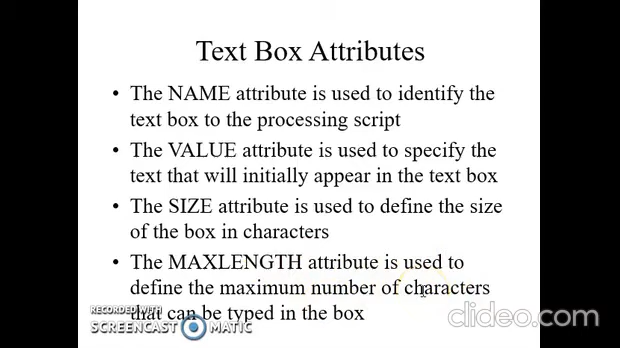 Text Box Attributes
• The NAME attribute is used to identify the
text box to the processing script
• The VALUE attribute is used to specify the
text that will initially appear in the text box
• The SIZE attribute is used to define the size
of the box in characters
• The MAXLENGTH attribute is used to
define the maximum number of characters
that can be typed in the box
RECORDED WITH
SCREENCAST MATIC
clideo.com